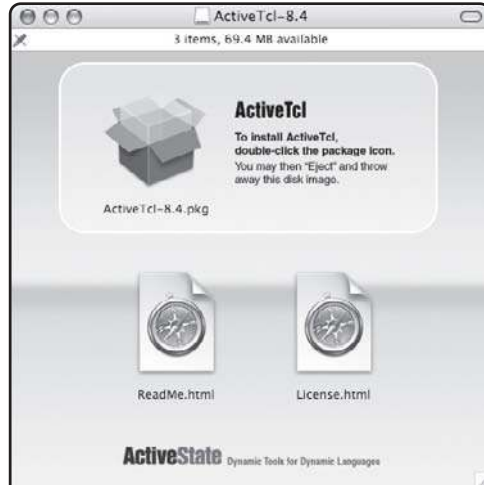 ActiveTcl-8.4
3 items, 69.4 MB available
ActiveTcl
To install ActiveTcl,
double-click the package icon.
You may then "Eject" and throw
away this disk image.
ActiveTcl-8.4.pkg
ReadMe.html
License.html
ActiveState Dynamic Tools for Dynamic Languages